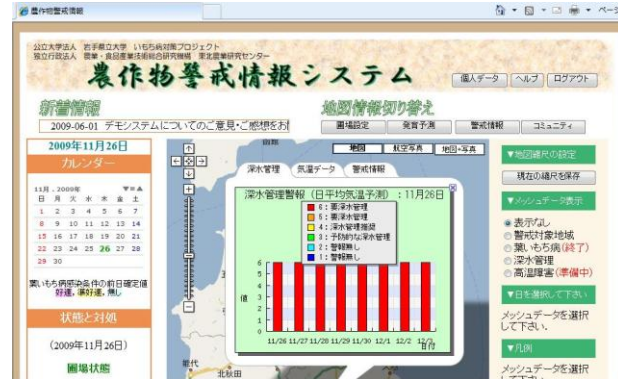 農作物警戒情報
ページ
公立大学法人 岩手県立大学 いもち病対策プロジェクト
独立行政法人 農業・食品産業技術総合研究機構 東北農業研究センター
農作物警戒情報システム
個人データ
ヘルプ
ログアウト
新着情報
地図情報切り替え
2009-06-01 デモシステムについてのご意見・ご感想をお
圃場設定
発育予測
警戒情報
コミュニティ
2009年11月26日
カレンダー
11月 , 2009年
日 月 火 水 木 金 土
1 2 3 4 5 6 7
8 9 10 11 12 13 14
15 16 17 18 19 20 21
22 23 24 25 26 27 28
29 30
葉いもち病感染条件の前日確定値
好適, 準好適, 無し
状態と対処
(2009年11月26日)
圃場状態
函館
地図
航空写真
地図+写真
深水管理
気温データ
警戒情報
深水管理警報(日平均気温予測):11月26日
6:要深水管理
5:要深水管理
4:深水管理推奨
3:予防的な深水管理
2:警報無し
1:警報無し
値
6
5
4
3
2
1
0
11/26 11/27 11/28 11/29 11/30 12/1 12/2 12/3
日付
能代
北秋田
▼地図縮尺の設定
現在の縮尺を保存
▼メッシュデータ表示
表示なし
警戒対象地域
葉いもち病(終了)
深水管理
高温障害(準備中)
▼日を選択して下さい
メッシュデータを選択
して下さい.
▼凡例
メッシュデータを選択
して下さい.